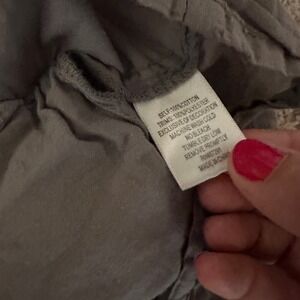 SELF: 100% COTTON
TRIMS: 100% POLYESTER
EXCLUSIVE OF DECORATION
MACHINE WASH COLD
NO BLEACH
TUMBLE DRY LOW
REMOVE PROMPTLY
MADE IN